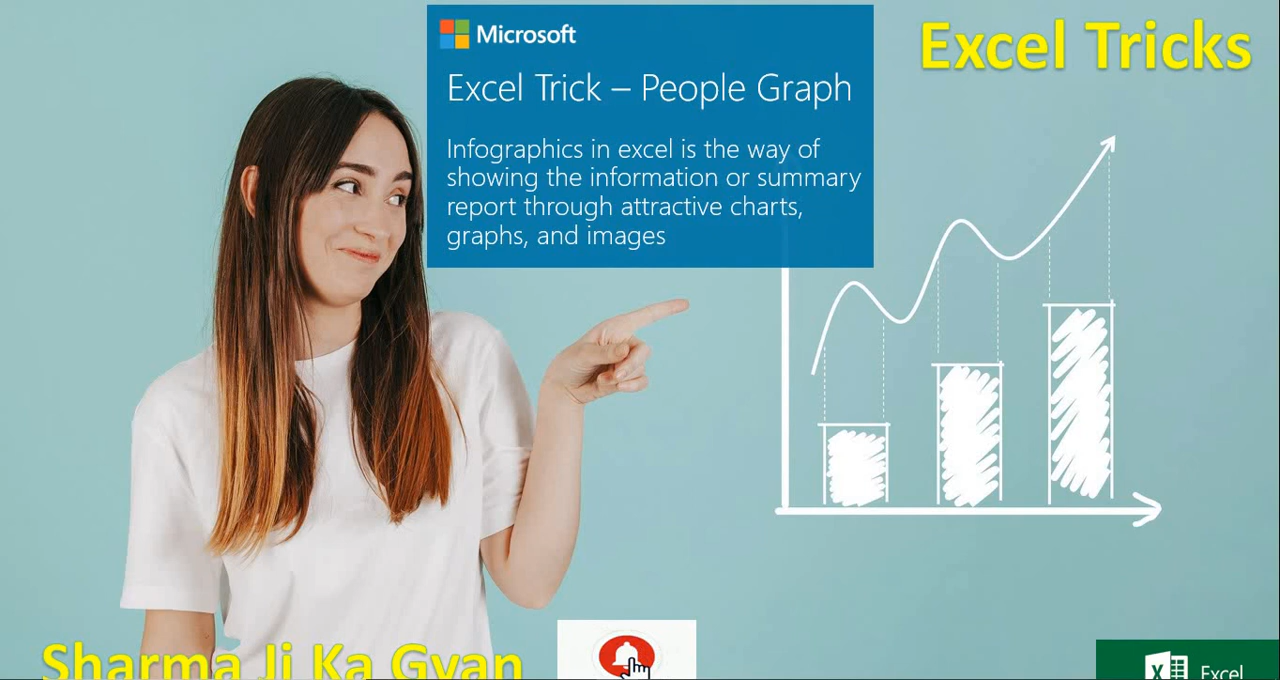 Microsoft
Excel Tricks
Excel Trick – People Graph
Infographics in excel is the way of
showing the information or summary
report through attractive charts,
graphs, and images
Sharma Ji Ka Gyan
Excel